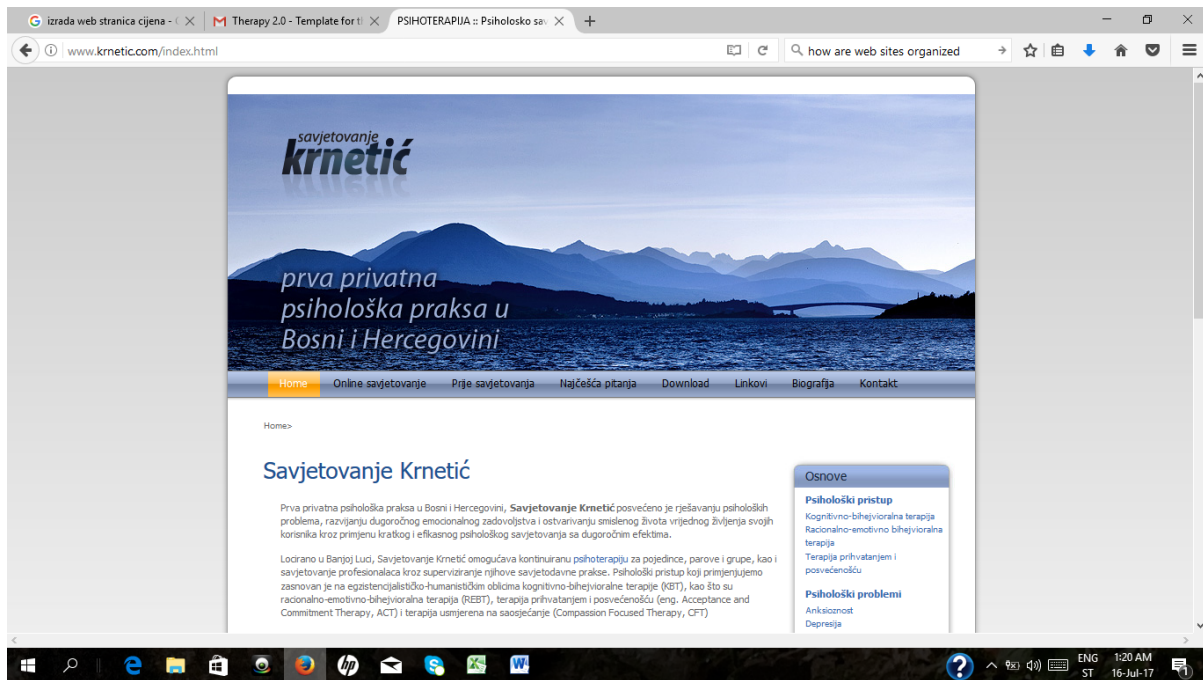 izrada web stranica cijena -
Therapy 2.0 - Template for t
PSIHOTERAPIJA :: Psiholosko sav
www.krnetic.com/index.html
how are web sites organized
savjetovanje
krnetić
prva privatna
psihološka praksa u
Bosni i Hercegovini
Home Online savjetovanje Prije savjetovanja Najčešća pitanja Download Linkovi Biografija Kontakt
Home>
Savjetovanje Krnetić
Prva privatna psihološka praksa u Bosni i Hercegovini, Savjetovanje Krnetić posvećeno je rješavanju psiholoških
problema, razvijanju dugoročnog emocionalnog zadovoljstva i ostvarivanju smislenog života vrijednog življenja svojih
korisnika kroz primjenu kratkog i efikasnog psihološkog savjetovanja sa dugoročnim efektima.
Locirano u Banjoj Luci, Savjetovanje Krnetić omogućava kontinuiranu psihoterapiju za pojedince, parove i grupe, kao i
savjetovanje profesionalaca kroz superviziranje njihove savjetodavne prakse. Psihološki pristup koji primjenjujemo
zasnovan je na egzistencijalističko-humanističkim oblicima kognitivno-bihejvioralne terapije (KBT), kao što su
racionalno-emotivno-bihejvioralna terapija (REBT), terapija prihvatanjem i posvećenošću (eng. Acceptance and
Commitment Therapy, ACT) i terapija usmjerena na saosjećanje (Compassion Focused Therapy, CFT)
Osnove
Psihološki pristup
Kognitivno-bihejvioralna terapija
Racionalno-emotivno bihejvioralna
terapija
Terapija prihvatanjem i
posvećenošću
Psihološki problemi
Anksioznost
Depresija
ENG 1:20 AM
ST 16-Jul-17